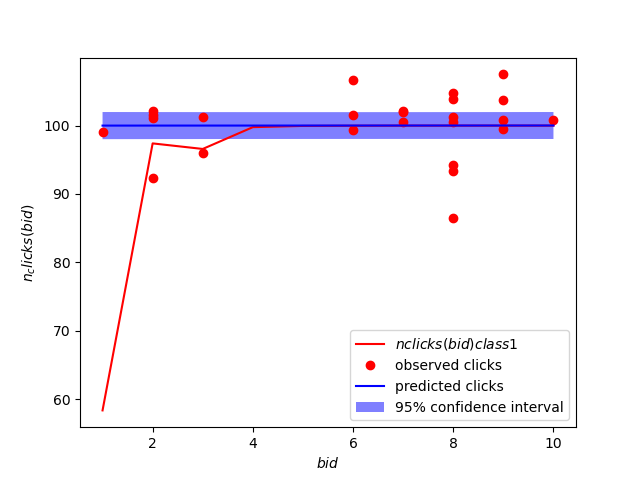 100
90
80
70
60
n_clicks(bid)
2
4
6
8
10
bid
nclicks(bid)class1
observed clicks
predicted clicks
95% confidence interval